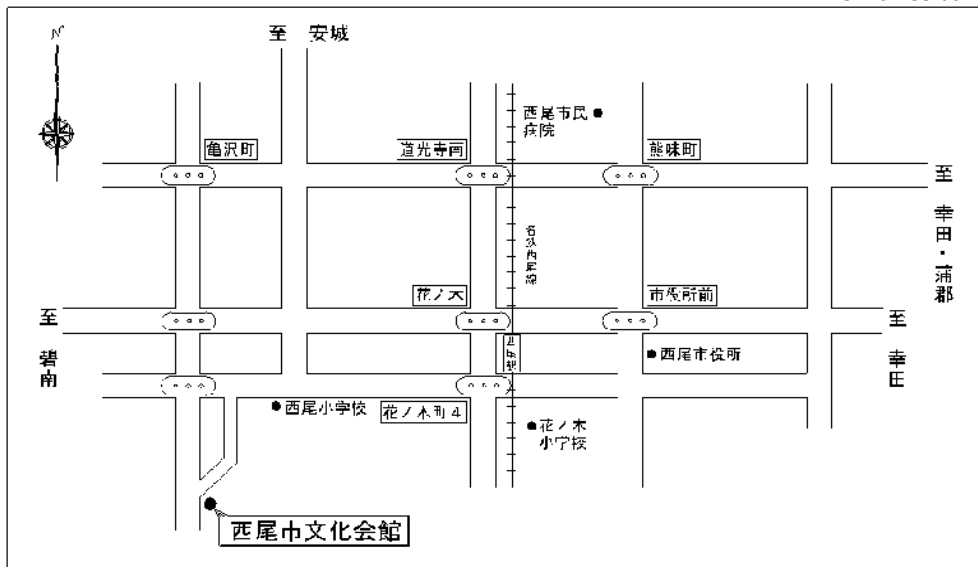 N
至 安城
西尾市民
病院
亀沢町
道光寺南
熊味町
至 幸田・蒲郡
名鉄西尾線
花ノ木
市役所前
至 碧南
至 幸田
西尾駅
西尾市役所
西尾小学校
花ノ木町4
花ノ木
小学校
西尾市文化会館